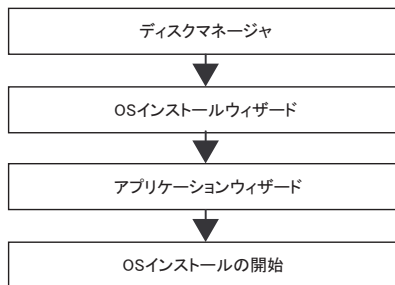 ディスクマネージャ
OSインストールウィザード
アプリケーションウィザード
OSインストールの開始